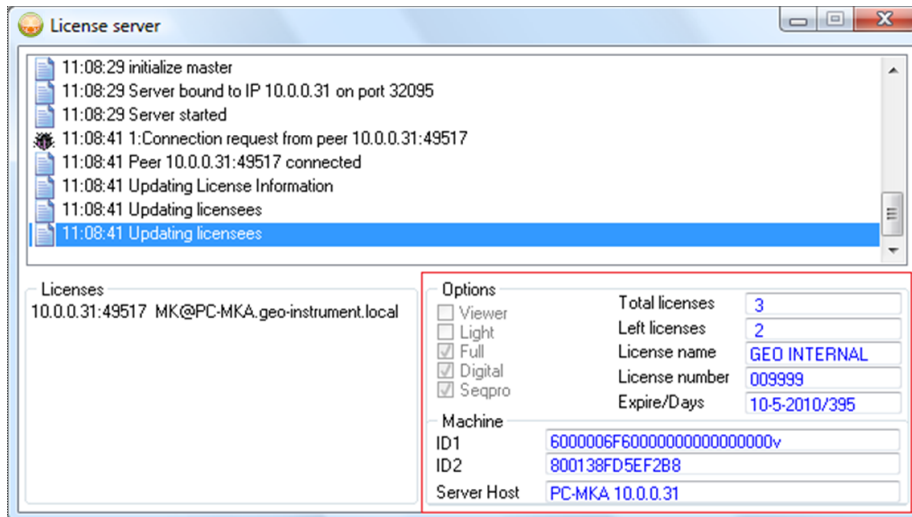 License server
11:08:29 initialize master
11:08:29 Server bound to IP 10.0.0.31 on port 32095
11:08:29 Server started
11:08:41 1:Connection request from peer 10.0.0.31:49517
11:08:41 Peer 10.0.0.31:49517 connected
11:08:41 Updating License Information
11:08:41 Updating licensees
11:08:41 Updating licensees
Licenses
10.0.0.31:49517 MK@PC-MKA.geo-instrument.local
Options
Viewer
Light
Full
Digital
Seqpro
Total licenses 3
Left licenses 2
License name GEO INTERNAL
License number 009999
Expire/Days 10-5-2010/395
Machine
ID1 6000006F60000000000000000v
ID2 800138FD5EF2B8
Server Host PC-MKA 10.0.0.31